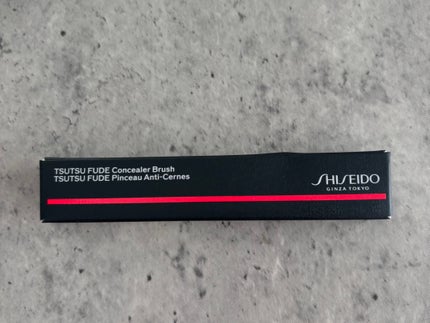 TSUTSU FUDE Concealer Brush
TSUTSU FUDE Pinceau Anti-Cernes
SHISEIDO
GINZA TOKYO